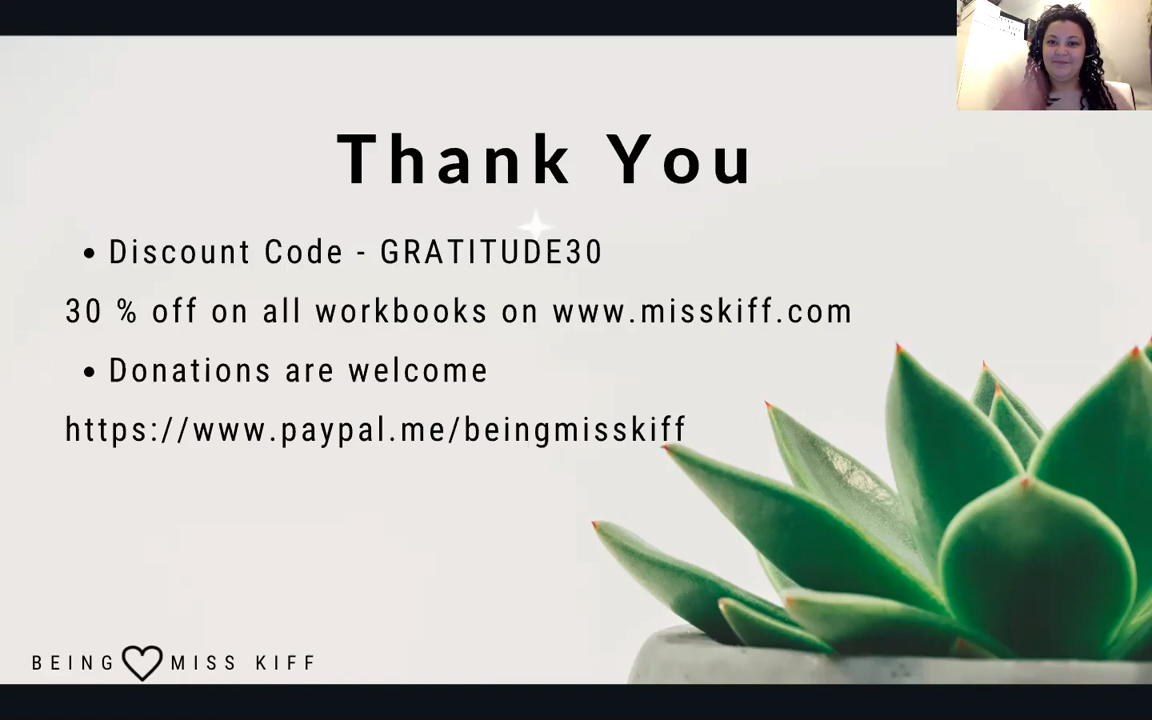 Thank You
• Discount Code - GRATITUDE30
30 % off on all workbooks on www.misskiff.com
• Donations are welcome
https://www.paypal.me/beingmisskiff
BEING MISS KIFF